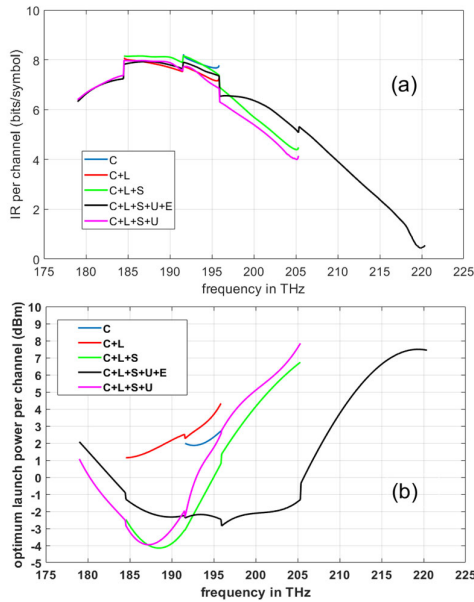 IR per channel (bits/symbol)
10
8
6
4
2
0
(a)
C
C+L
C+L+S
C+L+S+U+E
C+L+S+U
175 180 185 190 195 200 205 210 215 220 225
frequency in THz
optimum launch power per channel (dBm)
10
9
8
7
6
5
4
3
2
1
0
-1
-2
-3
-4
-5
C
C+L
C+L+S
C+L+S+U+E
C+L+S+U
(b)
175 180 185 190 195 200 205 210 215 220 225
frequency in THz